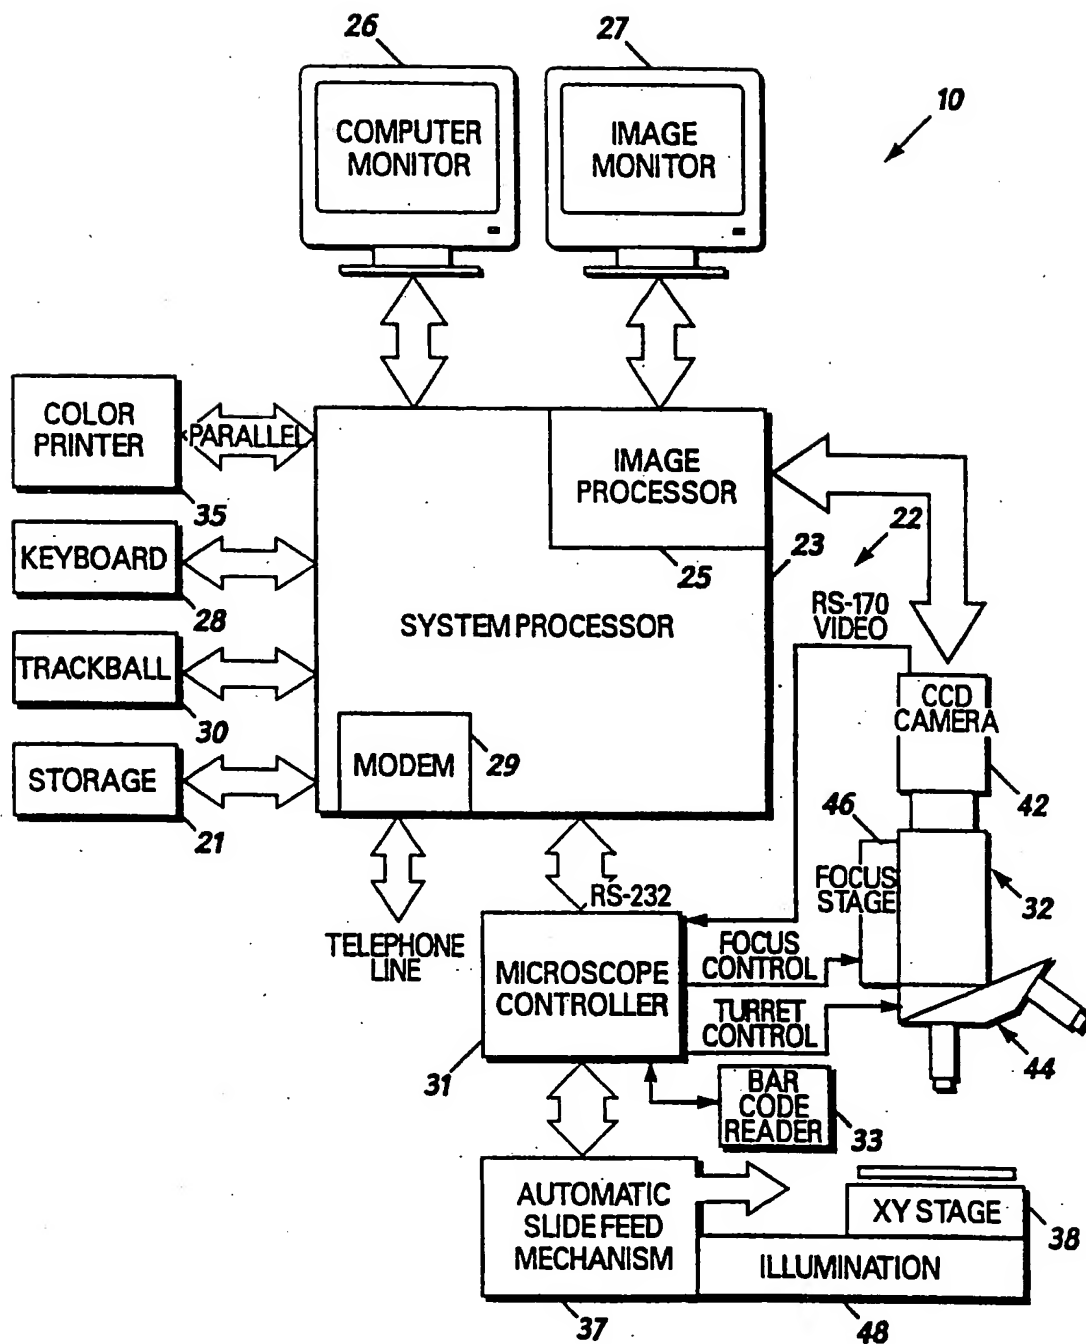 26
27
10
COMPUTER
MONITOR
IMAGE
MONITOR
COLOR
PRINTER
PARALLEL
35
IMAGE
PROCESSOR
25
23
22
KEYBOARD
28
SYSTEM PROCESSOR
RS-170
VIDEO
TRACKBALL
30
CCD
CAMERA
42
STORAGE
21
MODEM
29
46
FOCUS
STAGE
32
TELEPHONE
LINE
RS-232
MICROSCOPE
CONTROLLER
31
FOCUS
CONTROL
TURRET
CONTROL
44
BAR
CODE
READER
33
AUTOMATIC
SLIDE FEED
MECHANISM
37
XY STAGE
38
ILLUMINATION
48